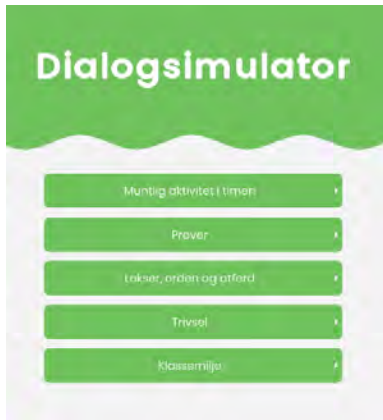 Dialogsimulator
Muntlig aktivitet i timen
Prøver
Lekser, orden og atferd
Trivsel
Klassemiljø